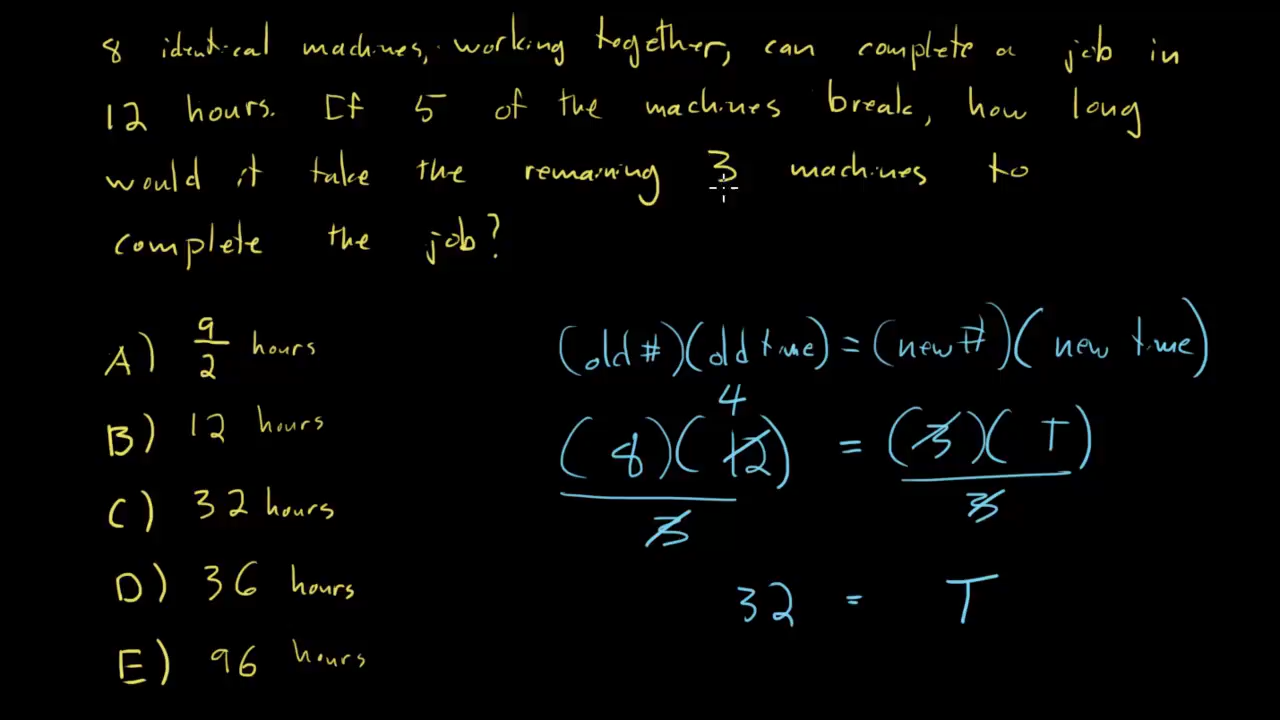 8 identical machines, working together, can complete a job in
12 hours. If 5 of the machines break, how long
would it take the remaining 3 machines to
complete the job?
A) 9/2 hours
B) 12 hours
C) 32 hours
D) 36 hours
E) 96 hours
(old #)(old time) = (new #)(new time)
4
(8)(12) = (3)(T)
3 3
32 = T